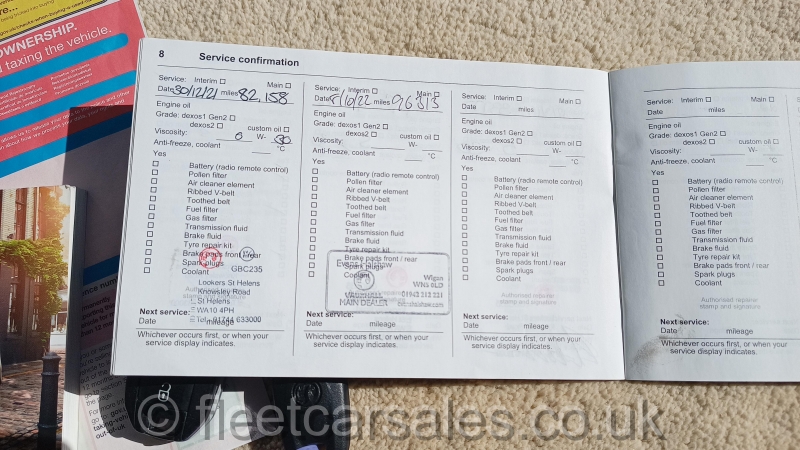 OWNERSHIP.
taxing the vehicle.
8 Service confirmation
Service: Interim ☐
Main ☐
Date 30/12/21 miles 82,158
Engine oil
Grade: dexos1 Gen2 ☐
dexos2 ☐ custom oil ☐
Viscosity: 0 W- 30
Anti-freeze, coolant °C
Yes
☐ Battery (radio remote control)
☐ Pollen filter
☐ Air cleaner element
☐ Ribbed V-belt
☐ Toothed belt
☐ Fuel filter
☐ Gas filter
☐ Transmission fluid
☐ Brake fluid
☐ Tyre repair kit
☐ Brake pads front / rear
☐ Spark plugs
☐ Coolant
GBC235
Lookers St Helens
Knowsley Road
St Helens
WA10 4PH
Tel: 01744 633000
Next service:
Date mileage
Whichever occurs first, or when your
service display indicates.
Service: Interim ☐
Main ☐
Date /10/22 miles 96313
Engine oil
Grade: dexos1 Gen2 ☐
dexos2 ☐ custom oil ☐
Viscosity: W-
Anti-freeze, coolant °C
Yes
☐ Battery (radio remote control)
☐ Pollen filter
☐ Air cleaner element
☐ Ribbed V-belt
☐ Toothed belt
☐ Fuel filter
☐ Gas filter
☐ Transmission fluid
☐ Brake fluid
☐ Tyre repair kit
☐ Brake pads front / rear
☐ Spark plugs
☐ Coolant
Evans Halshaw
Wigan
WN5 0LD
VAUXHALL 01942
MAIN DEALER
Next service:
Date mileage
Whichever occurs first, or when your
service display indicates.
Service: Interim ☐ Main ☐
Date miles
Engine oil
Grade: dexos1 Gen2 ☐
dexos2 ☐ custom oil ☐
Viscosity: W-
Anti-freeze, coolant °C
Yes
☐ Battery (radio remote control)
☐ Pollen filter
☐ Air cleaner element
☐ Ribbed V-belt
☐ Toothed belt
☐ Fuel filter
☐ Gas filter
☐ Transmission fluid
☐ Brake fluid
☐ Tyre repair kit
☐ Brake pads front / rear
☐ Spark plugs
☐ Coolant
Authorised repairer
stamp and signature
Next service:
Date mileage
Whichever occurs first, or when your
service display indicates.
Service: Interim ☐ Main ☐
Date miles
Engine oil
Grade: dexos1 Gen2 ☐
dexos2 ☐ custom oil ☐
Viscosity: W-
Anti-freeze, coolant °C
Yes
☐ Battery (radio remote control)
☐ Pollen filter
☐ Air cleaner element
☐ Ribbed V-belt
☐ Toothed belt
☐ Fuel filter
☐ Gas filter
☐ Transmission fluid
☐ Brake fluid
☐ Tyre repair kit
☐ Brake pads front / rear
☐ Spark plugs
☐ Coolant
Authorised repairer
stamp and signature
Next service:
Date mileage
Whichever occurs first, or when your
service display indicates.
© fleetcarsales.co.uk